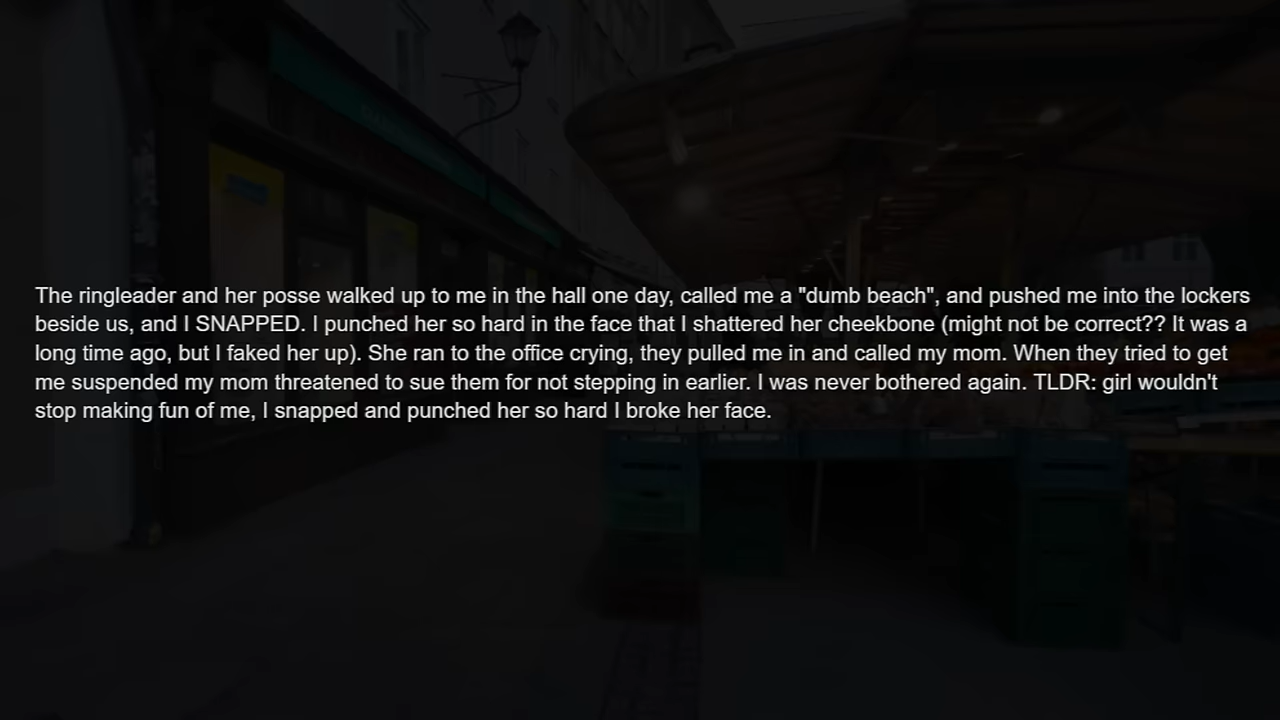 The ringleader and her posse walked up to me in the hall one day, called me a "dumb beach", and pushed me into the lockers
beside us, and I SNAPPED. I punched her so hard in the face that I shattered her cheekbone (might not be correct?? It was a
long time ago, but I faked her up). She ran to the office crying, they pulled me in and called my mom. When they tried to get
me suspended my mom threatened to sue them for not stepping in earlier. I was never bothered again. TLDR: girl wouldn't
stop making fun of me, I snapped and punched her so hard I broke her face.